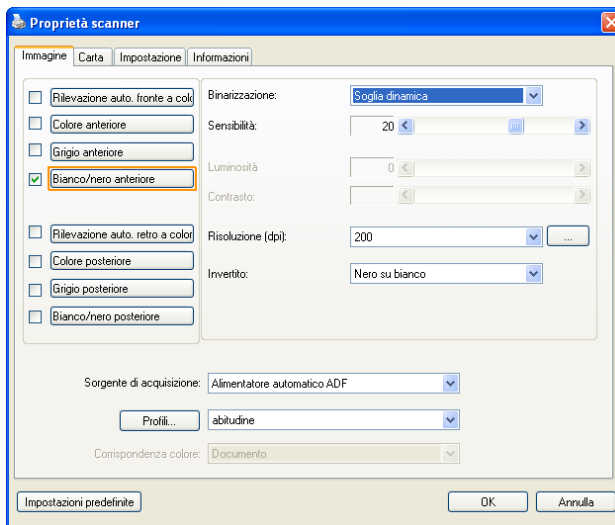 Proprietà scanner
Immagine Carta Impostazione Informazioni
Rilevazione auto. fronte a colo
Colore anteriore
Grigio anteriore
Bianco/nero anteriore
Rilevazione auto. retro a color
Colore posteriore
Grigio posteriore
Bianco/nero posteriore
Binarizzazione: Soglia dinamica
Sensibilità: 20
Luminosità 0
Contrasto:
Risoluzione (dpi): 200 ...
Invertito: Nero su bianco
Sorgente di acquisizione: Alimentatore automatico ADF
Profili... abitudine
Corrispondenza colore: Documento
Impostazioni predefinite OK Annulla